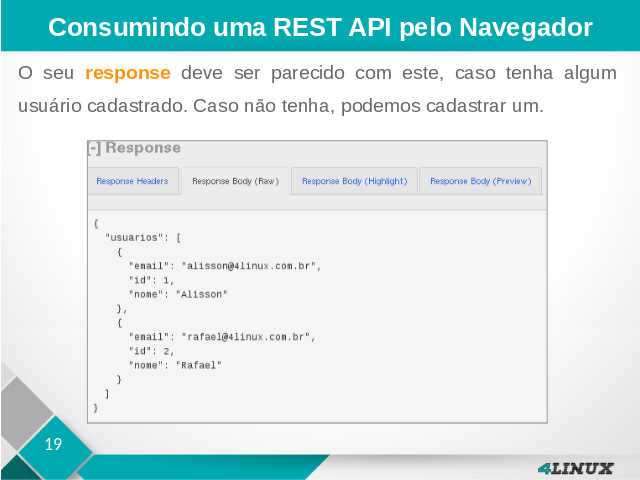 Consumindo uma REST API pelo Navegador
O seu response deve ser parecido com este, caso tenha algum
usuário cadastrado. Caso não tenha, podemos cadastrar um.
[-] Response
Response Headers Response Body (Raw) Response Body (Highlight) Response Body (Preview)
{
"usuarios": [
{
"email": "alisson@4linux.com.br",
"id": 1,
"nome": "Alisson"
},
{
"email": "rafael@4linux.com.br",
"id": 2,
"nome": "Rafael"
}
]
}
19
4LINUX